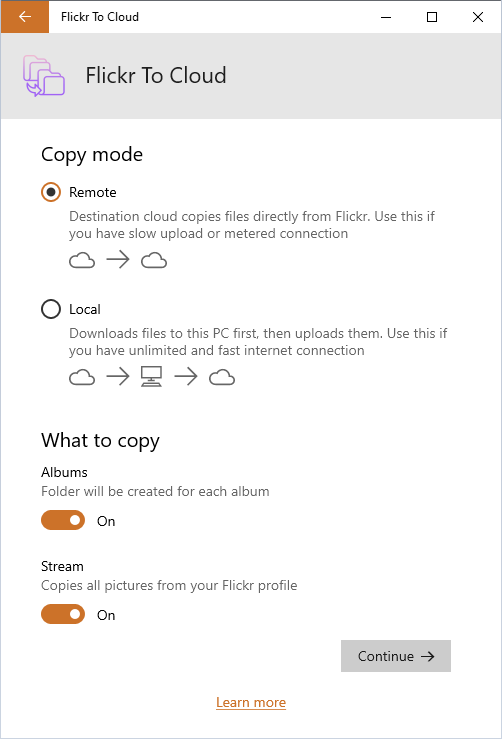 Flickr To Cloud
Flickr To Cloud
Copy mode
Remote
Destination cloud copies files directly from Flickr. Use this if
you have slow upload or metered connection
Local
Downloads files to this PC first, then uploads them. Use this if
you have unlimited and fast internet connection
What to copy
Albums
Folder will be created for each album
On
Stream
Copies all pictures from your Flickr profile
On
Continue
Learn more